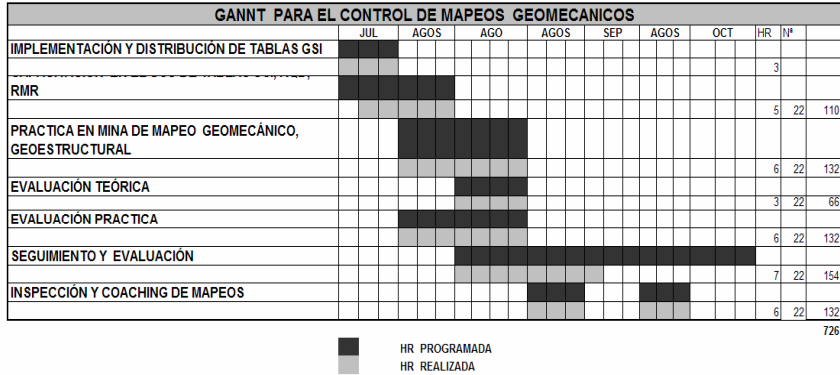 GANNT PARA EL CONTROL DE MAPEOS GEOMECANICOS
JUL AGOS AGO AGOS SEP AGOS OCT HR Nª
IMPLEMENTACIÓN Y DISTRIBUCIÓN DE TABLAS GSI
3
RMR
5 22 110
PRACTICA EN MINA DE MAPEO GEOMECÁNICO,
GEOESTRUCTURAL
6 22 132
EVALUACIÓN TEÓRICA
3 22 66
EVALUACIÓN PRACTICA
6 22 132
SEGUIMIENTO Y EVALUACIÓN
7 22 154
INSPECCIÓN Y COACHING DE MAPEOS
6 22 132
726
HR PROGRAMADA
HR REALIZADA